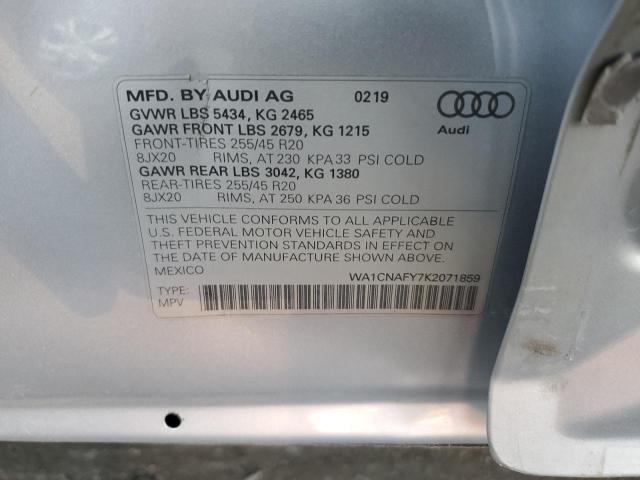 MFD. BY AUDI AG 0219
GVWR LBS 5434, KG 2465
GAWR FRONT LBS 2679, KG 1215
Audi
FRONT-TIRES 255/45 R20
8JX20 RIMS, AT 230 KPA 33 PSI COLD
GAWR REAR LBS 3042, KG 1380
REAR-TIRES 255/45 R20
8JX20 RIMS, AT 250 KPA 36 PSI COLD
THIS VEHICLE CONFORMS TO ALL APPLICABLE
U.S. FEDERAL MOTOR VEHICLE SAFETY AND
THEFT PREVENTION STANDARDS IN EFFECT ON
THE DATE OF MANUFACTURE SHOWN ABOVE.
MEXICO WA1CNAFY7K2071859
TYPE:
MPV